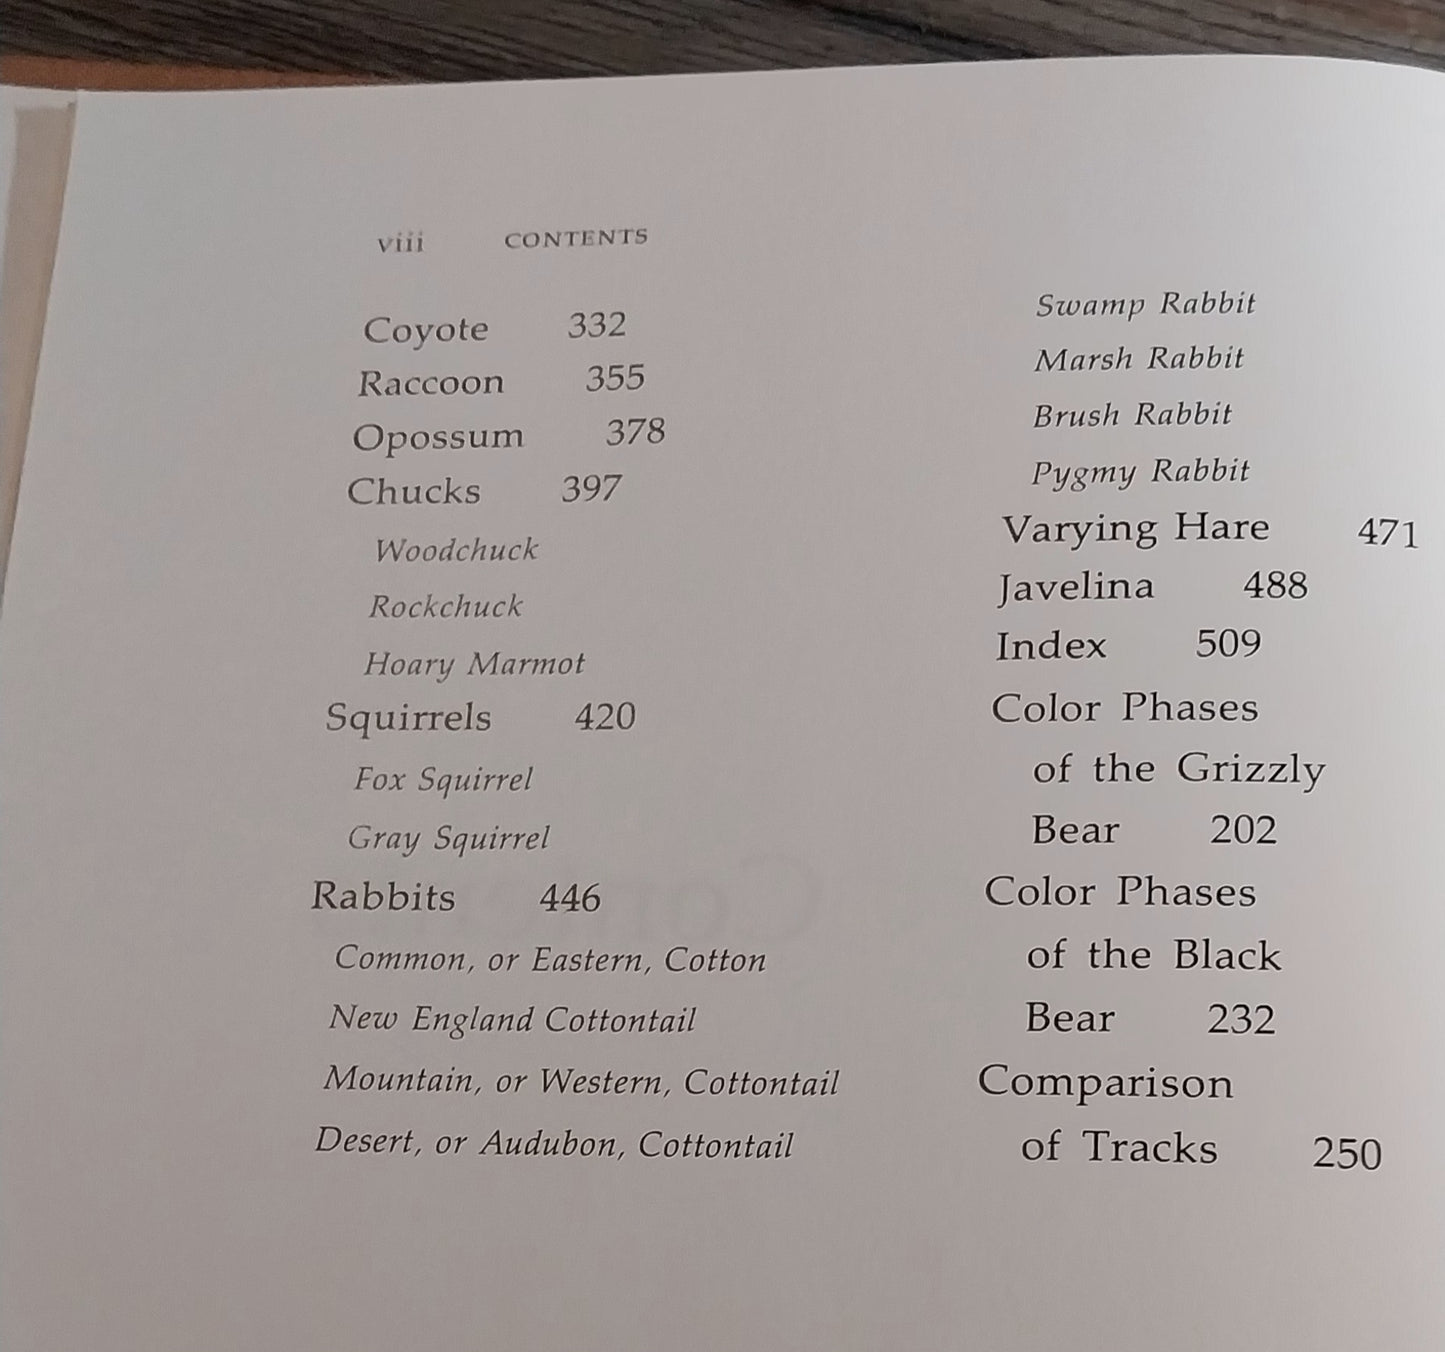 viii CONTENTS
Coyote 332
Raccoon 355
Opossum 378
Chucks 397
Woodchuck
Rockchuck
Hoary Marmot
Squirrels 420
Fox Squirrel
Gray Squirrel
Rabbits 446
Common, or Eastern, Cotton
New England Cottontail
Mountain, or Western, Cottontail
Desert, or Audubon, Cottontail
Swamp Rabbit
Marsh Rabbit
Brush Rabbit
Pygmy Rabbit
Varying Hare 471
Javelina 488
Index 509
Color Phases
of the Grizzly
Bear 202
Color Phases
of the Black
Bear 232
Comparison
of Tracks 250